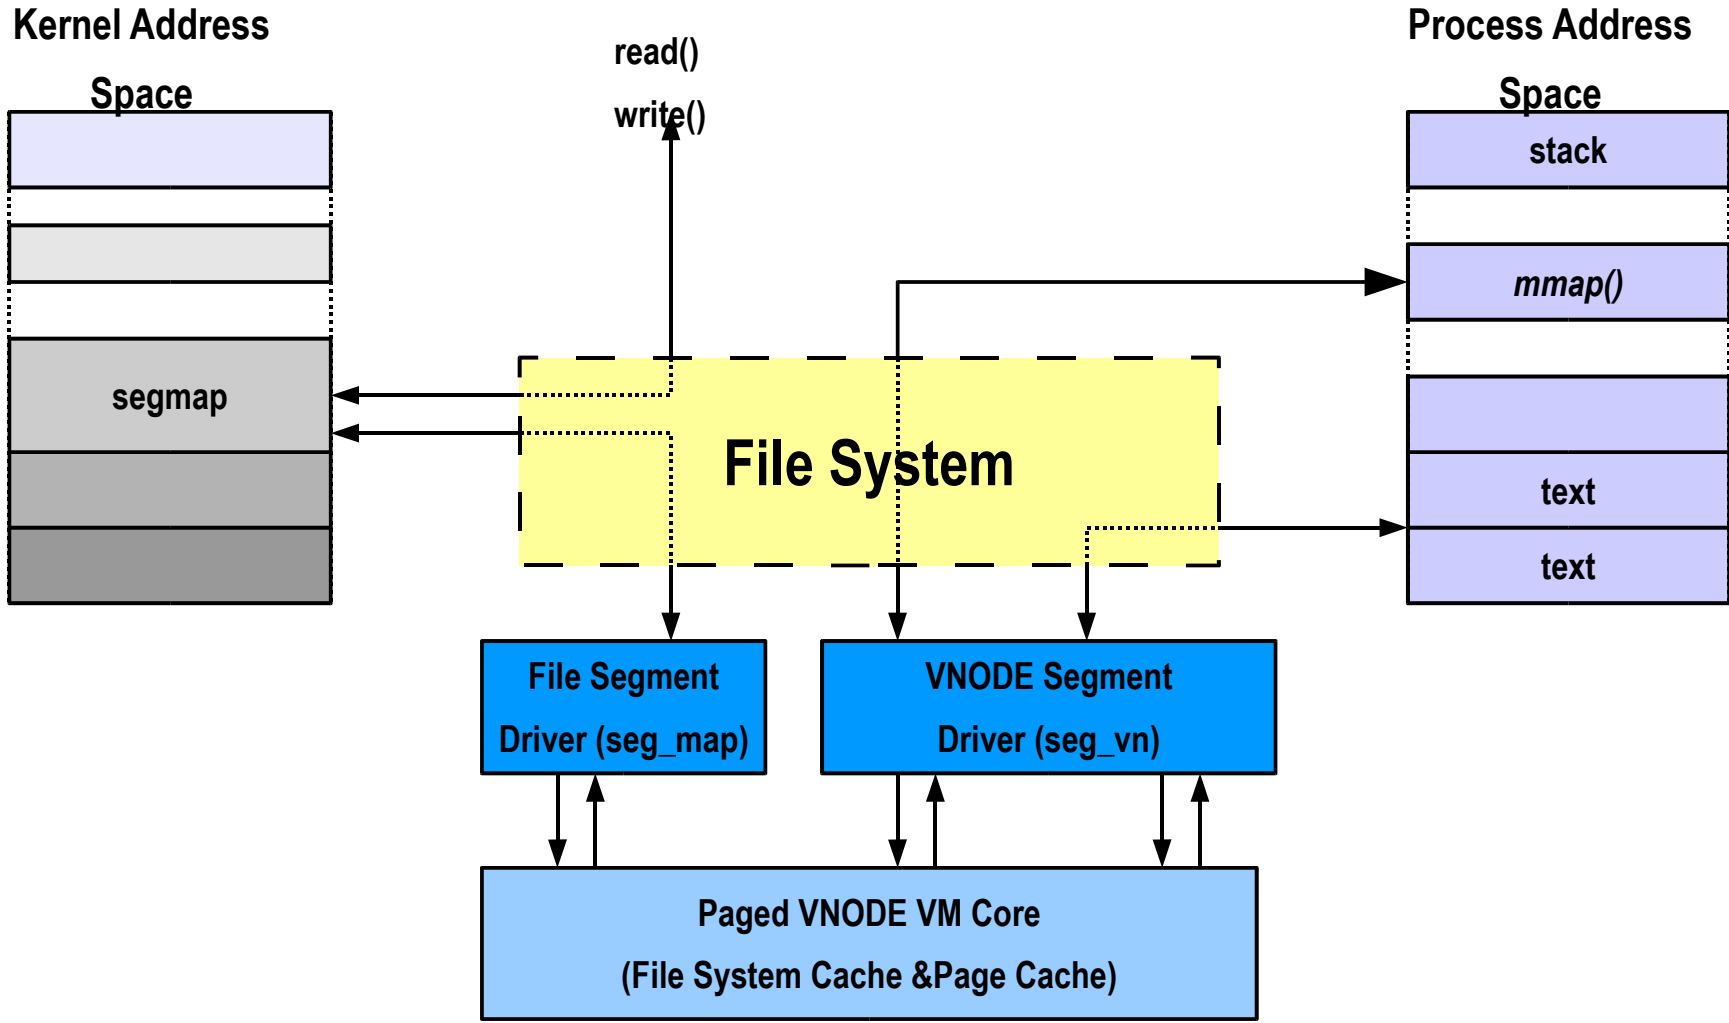 Kernel Address
Space
read()
write()
Process Address
Space
stack
mmap()
segmap
File System
text
text
File Segment
Driver (seg_map)
VNODE Segment
Driver (seg_vn)
Paged VNODE VM Core
(File System Cache &Page Cache)